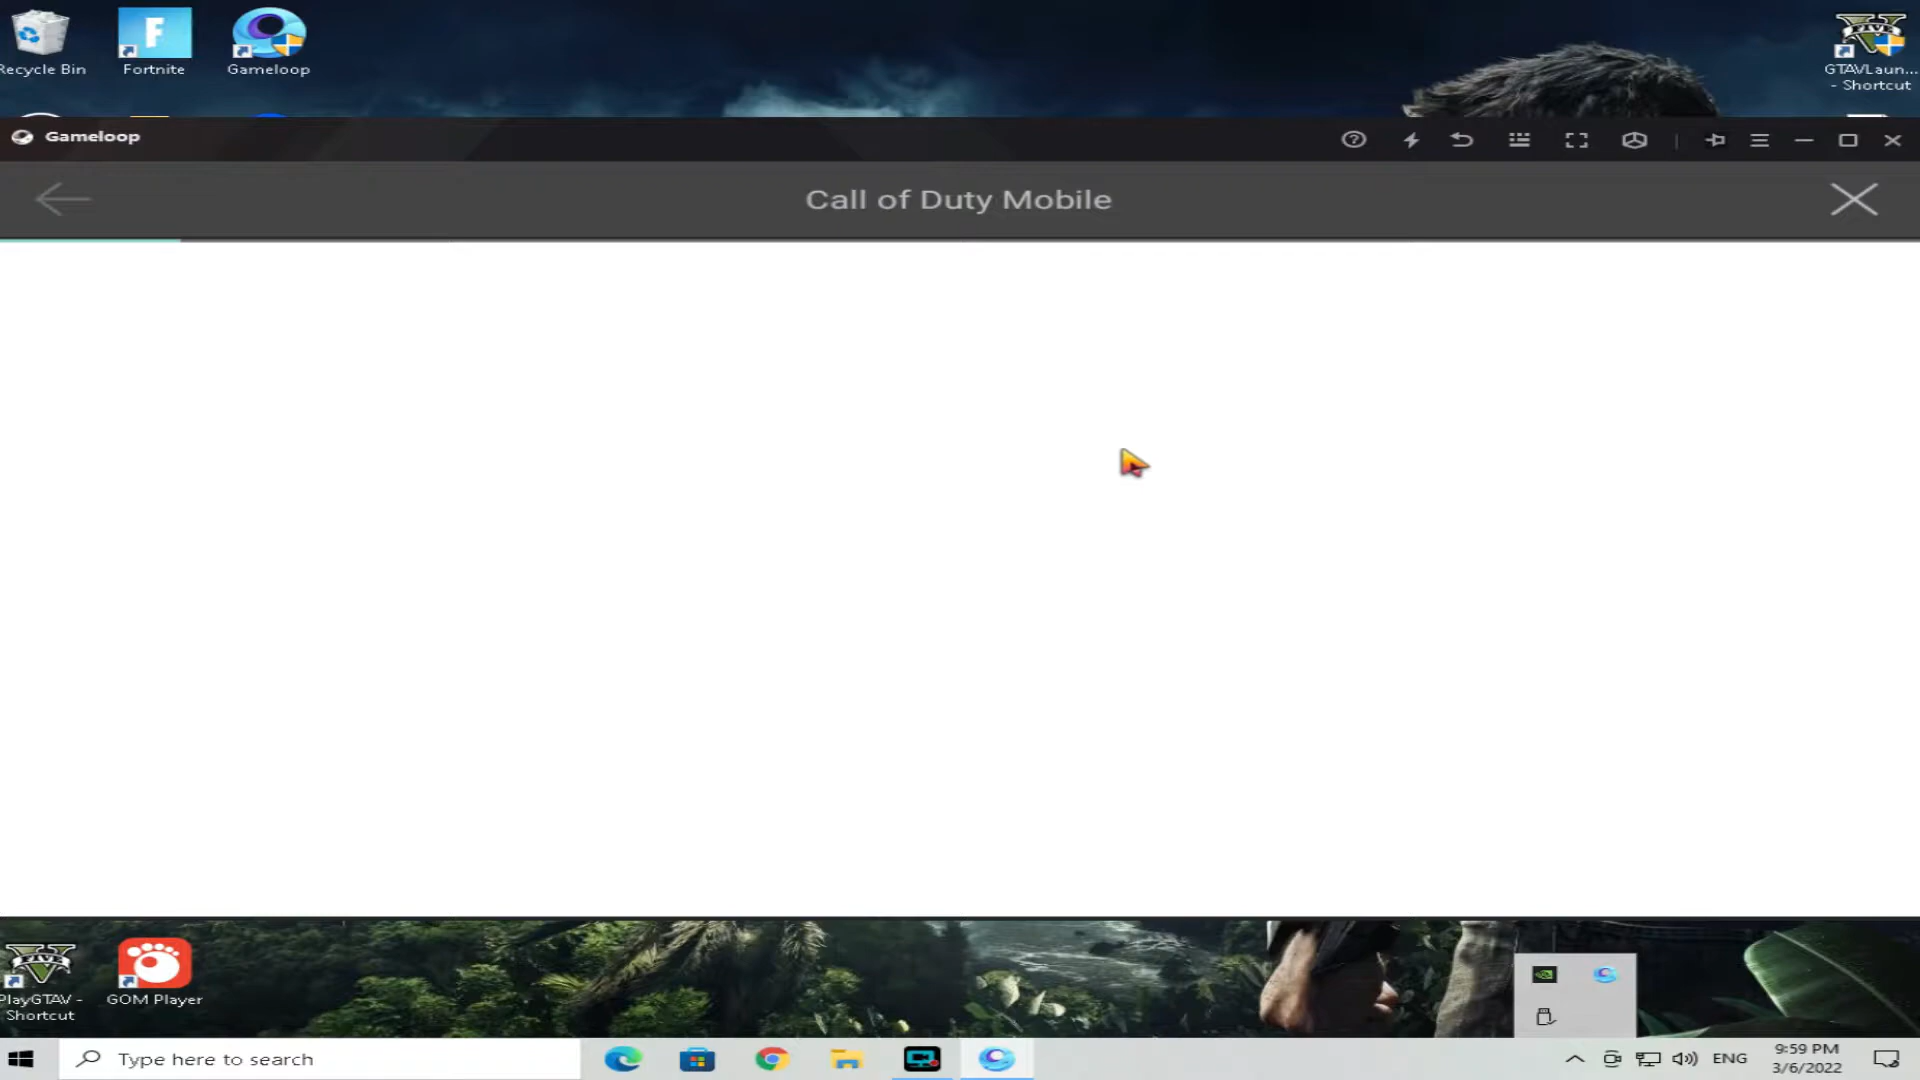 Recycle Bin
Fortnite
Gameloop
GTAVLaun...
- Shortcut
Gameloop
Call of Duty Mobile
PlayGTAV -
Shortcut
GOM Player
Type here to search
ENG
9:59 PM
3/6/2022